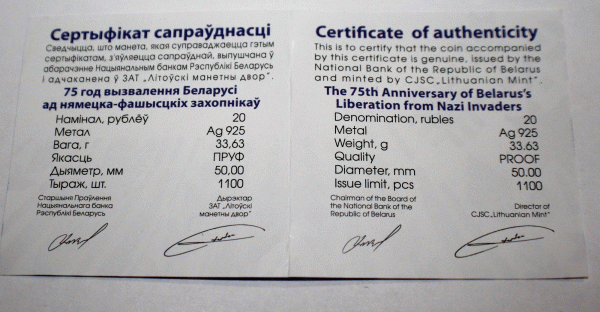 Сертыфікат сапраўднасці
Сведчыцца, што манета, якая суправаджаецца гэтым
сертыфікатам, з'яўляецца сапраўднай, выпушчана ў
абарачэнне Нацыянальным банкам Рэспублікі Беларусь
і адчаканена ў ЗАТ „Літоўскі манетны двор".
75 год вызвалення Беларусі
ад нямецка-фашысцкіх захопнікаў
Намінал, рублёў 20
Метал Ag 925
Вага, г 33,63
Якасць ПРУФ
Дыяметр, мм 50,00
Тыраж, шт. 1100
Старшыня Праўлення
Нацыянальнага банка
Рэспублікі Беларусь
Дырэктар
ЗАТ „Літоўскі
манетны двор"
Certificate of authenticity
This is to certify that the coin accompanied
by this certificate is genuine, issued by the
National Bank of the Republic of Belarus
and minted by CJSC „Lithuanian Mint".
The 75th Anniversary of Belarus's
Liberation from Nazi Invaders
Denomination, rubles 20
Metal Ag 925
Weight, g 33.63
Quality PROOF
Diameter, mm 50.00
Issue limit, pcs 1100
Chairman of the Board of
the National Bank of the
Republic of Belarus
Director of
CJSC „Lithuanian Mint"